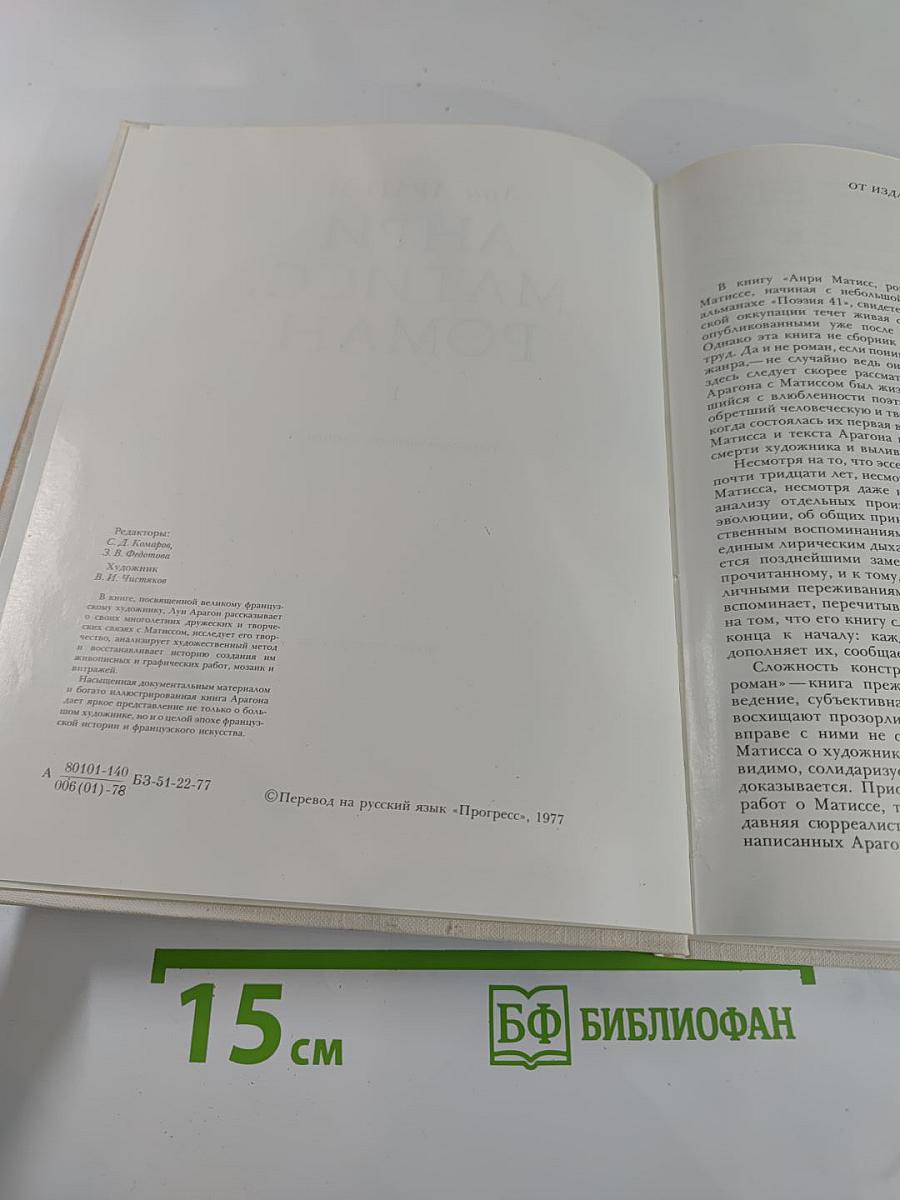 Редакторы:
С. Д. Комаров,
З. В. Федотова
Художник
В. И. Чистяков
В книге, посвященной великому француз-
скому художнику, Луи Арагон рассказывает
о своих многолетних дружеских и творче-
ских связях с Матиссом, исследует его твор-
чество, анализирует художественный метод
и восстанавливает историю создания им
живописных и графических работ, мозаик и
витражей.
Насыщенная документальным материалом
и богато иллюстрированная книга Арагона
дает яркое представление не только о боль-
шом художнике, но и о целой эпохе француз-
ской истории и французского искусства.
А 80101-140 БЗ-51-22-77
006(01)-78
©Перевод на русский язык «Прогресс», 1977
ОТ ИЗДА
В книгу «Анри Матисс, ро
Матиссе, начиная с небольшой
альманахе «Поэзия 41», свидете
ской оккупации течет живая
опубликованными уже после
Однако эта книга не сборник
труд. Да и не роман, если поним
жанра,— не случайно ведь он
здесь следует скорее рассмат
Арагона с Матиссом был жиз
шийся с влюбленности поэт
обретший человеческую и тв
когда состоялась их первая в
Матисса и текста Арагона
смерти художника и вылив
Несмотря на то, что эссе
почти тридцати лет, несмот
Матисса, несмотря даже
анализу отдельных прои
эволюции, об общих прин
ственным воспоминаниям
единым лирическим дыха
ется позднейшими заме
прочитанному, и к тому,
личными переживаниям
вспоминает, перечитыв
на том, что его книгу сл
конца к началу: каж
дополняет их, сообщае
Сложность констр
роман» — книга преж
ведение, субъективна
восхищают прозорли
вправе с ними не с
Матисса о художник
видимо, солидаризуе
доказывается. Прис
работ о Матиссе, т
давняя сюрреалист
написанных Араго
15 см
БФ БИБЛИОФАН